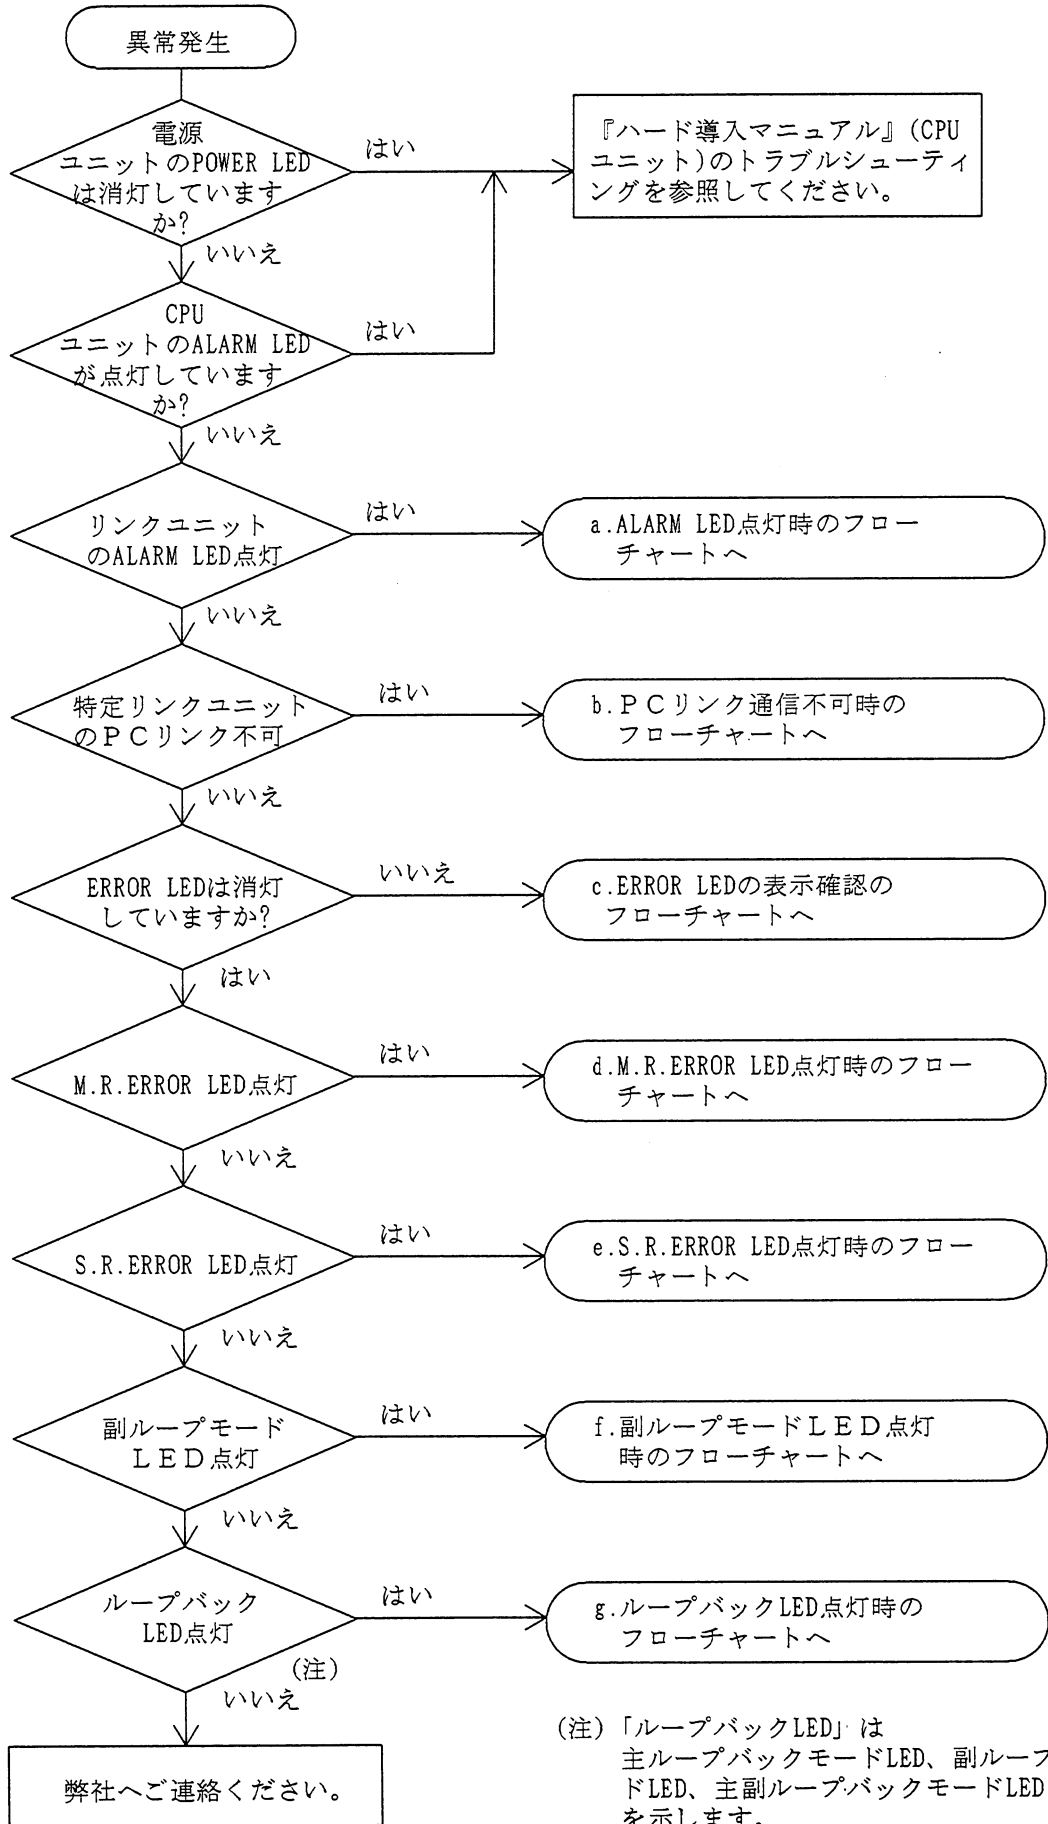 異常発生
電源
ユニットのPOWER LED
は消灯しています
か?
はい
『ハード導入マニュアル』(CPU
ユニット)のトラブルシューティ
ングを参照してください。
いいえ
CPU
ユニットのALARM LED
が点灯しています
か?
はい
いいえ
リンクユニット
のALARM LED点灯
はい
a.ALARM LED点灯時のフロー
チャートへ
いいえ
特定リンクユニット
のPCリンク不可
はい
b.PCリンク通信不可時の
フローチャートへ
いいえ
ERROR LEDは消灯
していますか?
いいえ
c.ERROR LEDの表示確認の
フローチャートへ
はい
M.R.ERROR LED点灯
はい
d.M.R.ERROR LED点灯時のフロー
チャートへ
いいえ
S.R.ERROR LED点灯
はい
e.S.R.ERROR LED点灯時のフロー
チャートへ
いいえ
副ループモード
LED点灯
はい
f.副ループモードLED点灯
時のフローチャートへ
いいえ
ループバック
LED点灯
はい
g.ループバックLED点灯時の
フローチャートへ
(注)
いいえ
弊社へご連絡ください。
(注)「ループバックLED」は
主ループバックモードLED、副ループ
ドLED、主副ループバックモードLED
を示します。